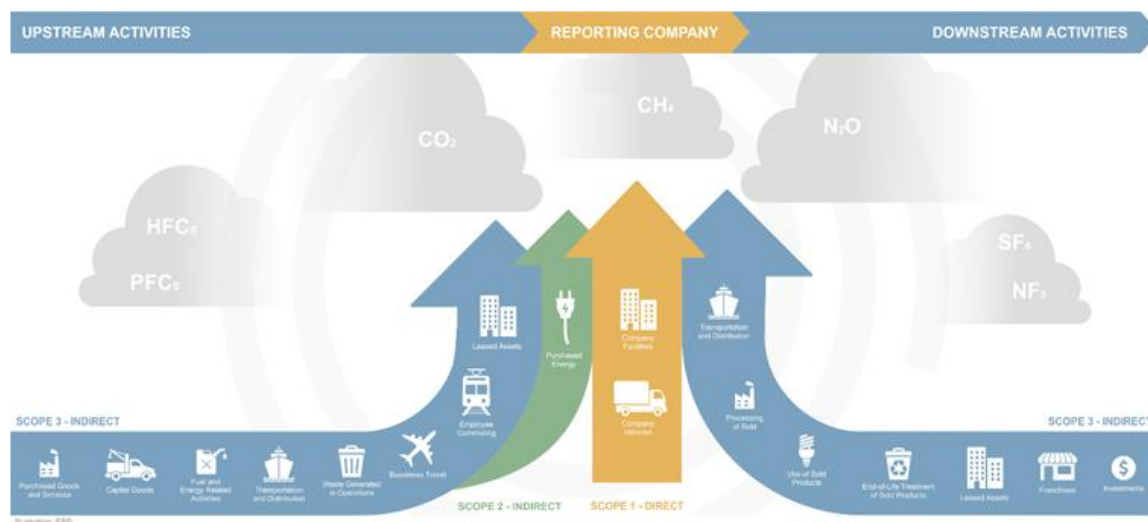 UPSTREAM ACTIVITIES
REPORTING COMPANY
DOWNSTREAM ACTIVITIES
CO₂
CH₄
N₂O
HFCₛ
PFCₛ
SF₆
NF₃
Leased Assets
Purchased
Energy
Company
Facilities
Transportation
and Distribution
Employee
Commuting
Company
Vehicles
Processing
of Sold
SCOPE 3 - INDIRECT
SCOPE 3 - INDIRECT
Purchased Goods
and Services
Capital Goods
Fuel and
Energy Related
Activities
Transportation
and Distribution
Waste Generated
in Operations
Business Travel
Use of Sold
Products
End-of-Life Treatment
of Sold Products
Leased Assets
Franchises
Investments
SCOPE 2 - INDIRECT
SCOPE 1 - DIRECT